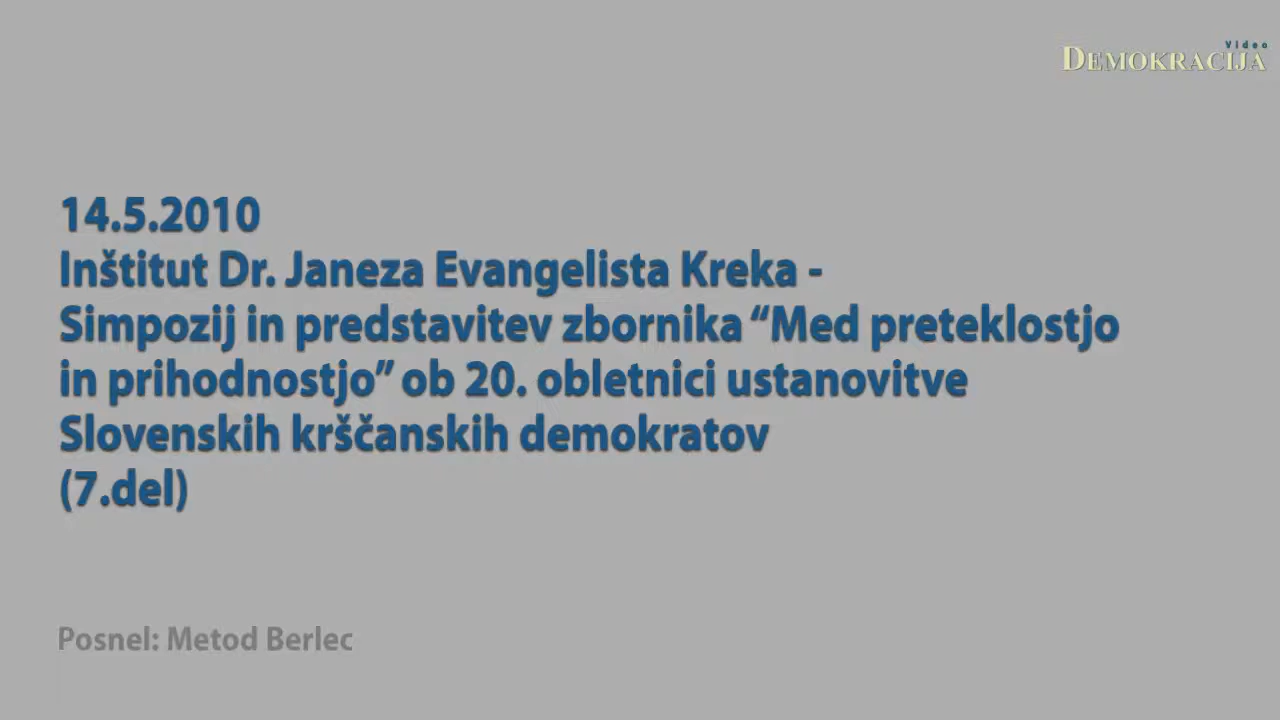 Video
DEMOKRACIJA
14.5.2010
Inštitut Dr. Janeza Evangelista Kreka -
Simpozij in predstavitev zbornika “Med preteklostjo
in prihodnostjo” ob 20. obletnici ustanovitve
Slovenskih krščanskih demokratov
(7.del)
Posnel: Metod Berlec